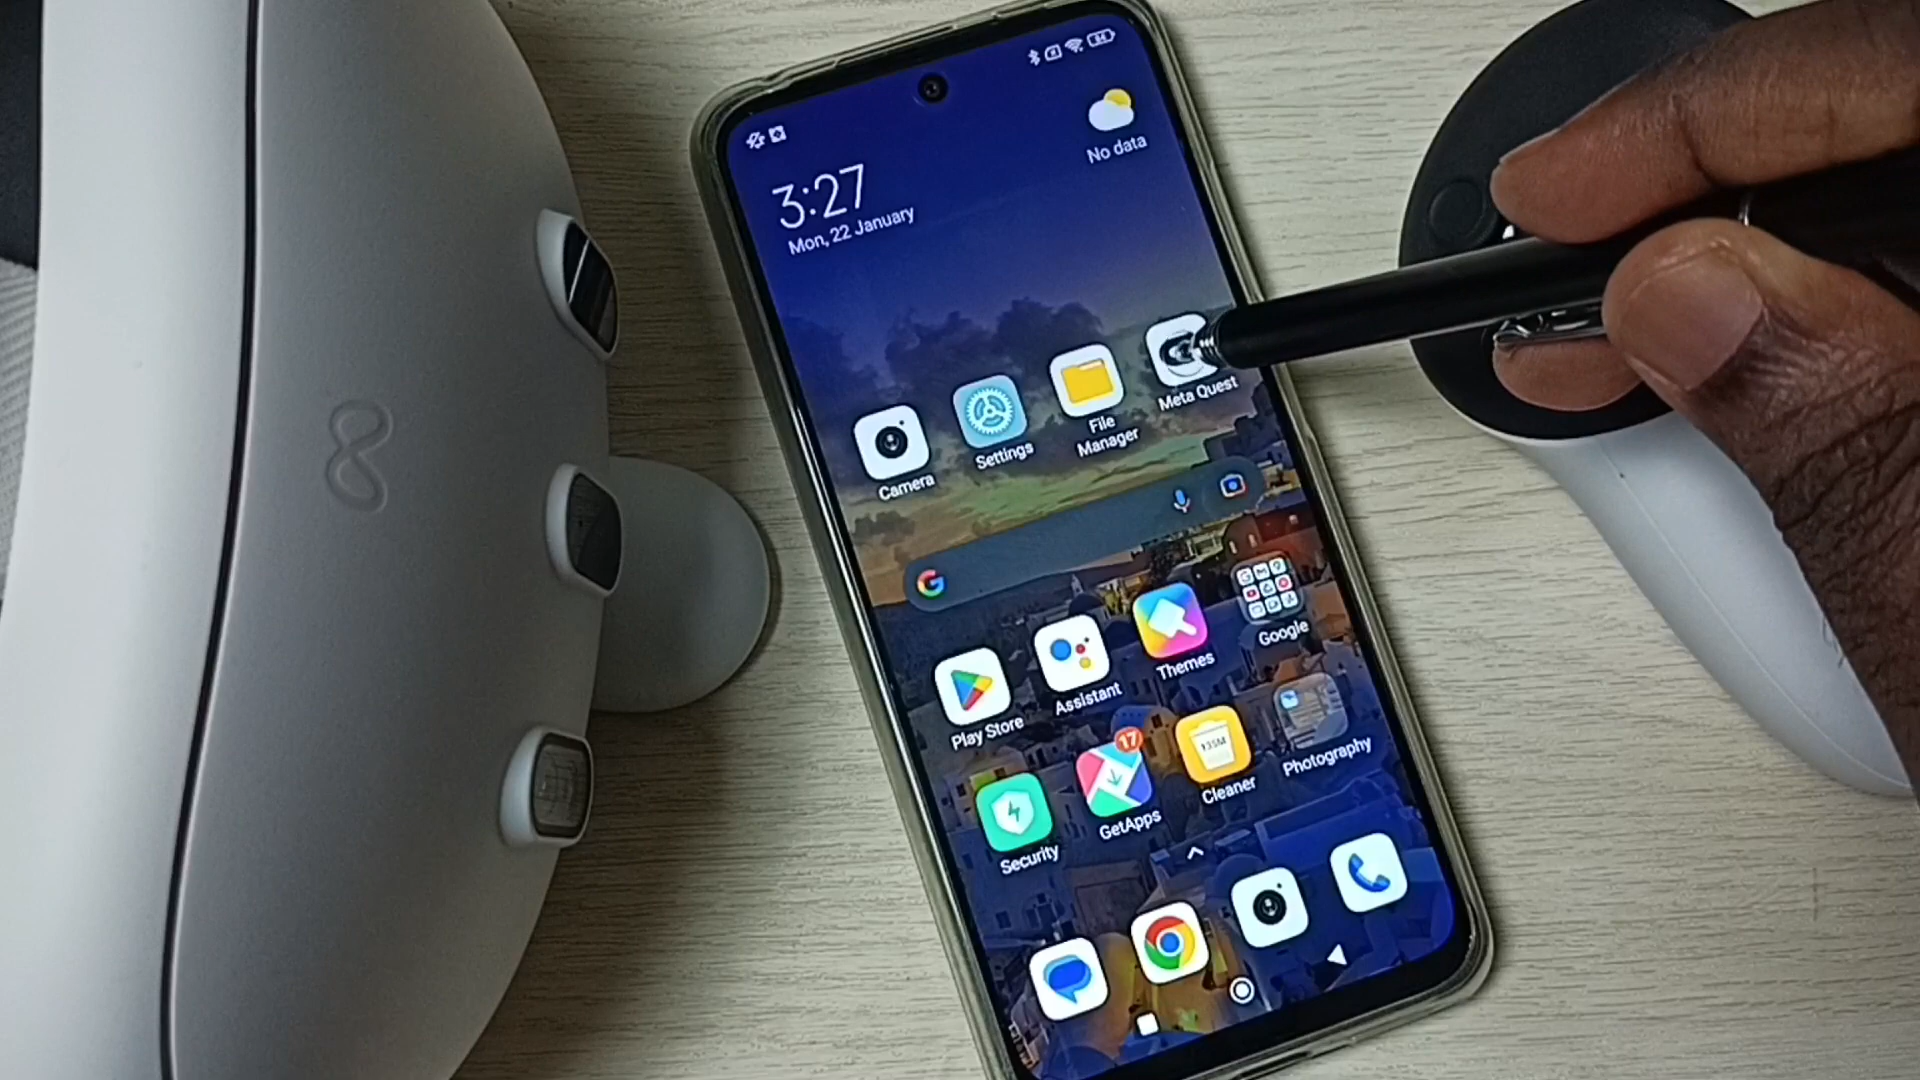 84
No data
3:27
Mon, 22 January
Meta Quest
File
Manager
Settings
Camera
Google
Themes
Assistant
Play Store
Photography
Cleaner
17
GetApps
Security